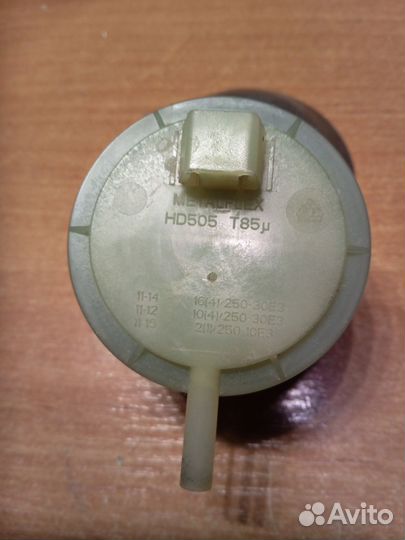 METALFLEX
HD505 T85µ
11-14 16(4)/250-30E3
11-12 10(4)/250-30E3
11-15 2(1)/250.10E3
Avito